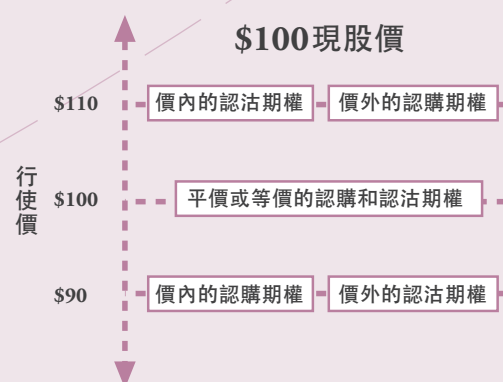 $100現股價
$110 價內的認沽期權 價外的認購期權
行使價
$100 平價或等價的認購和認沽期權
$90 價內的認購期權 價外的認沽期權